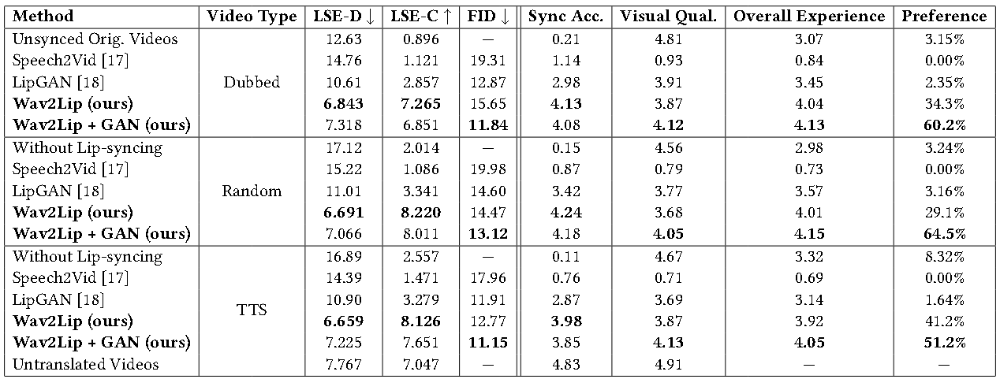 Method Video Type LSE-D ↓ LSE-C ↑ FID ↓ Sync Acc. Visual Qual. Overall Experience Preference
Unsynced Orig. Videos 12.63 0.896 — 0.21 4.81 3.07 3.15%
Speech2Vid [17] 14.76 1.121 19.31 1.14 0.93 0.84 0.00%
LipGAN [18] Dubbed 10.61 2.857 12.87 2.98 3.91 3.45 2.35%
Wav2Lip (ours) 6.843 7.265 15.65 4.13 3.87 4.04 34.3%
Wav2Lip + GAN (ours) 7.318 6.851 11.84 4.08 4.12 4.13 60.2%
Without Lip-syncing 17.12 2.014 — 0.15 4.56 2.98 3.24%
Speech2Vid [17] 15.22 1.086 19.98 0.87 0.79 0.73 0.00%
LipGAN [18] Random 11.01 3.341 14.60 3.42 3.77 3.57 3.16%
Wav2Lip (ours) 6.691 8.220 14.47 4.24 3.68 4.01 29.1%
Wav2Lip + GAN (ours) 7.066 8.011 13.12 4.18 4.05 4.15 64.5%
Without Lip-syncing 16.89 2.557 — 0.11 4.67 3.32 8.32%
Speech2Vid [17] 14.39 1.471 17.96 0.76 0.71 0.69 0.00%
LipGAN [18] TTS 10.90 3.279 11.91 2.87 3.69 3.14 1.64%
Wav2Lip (ours) 6.659 8.126 12.77 3.98 3.87 3.92 41.2%
Wav2Lip + GAN (ours) 7.225 7.651 11.15 3.85 4.13 4.05 51.2%
Untranslated Videos 7.767 7.047 — 4.83 4.91 — —